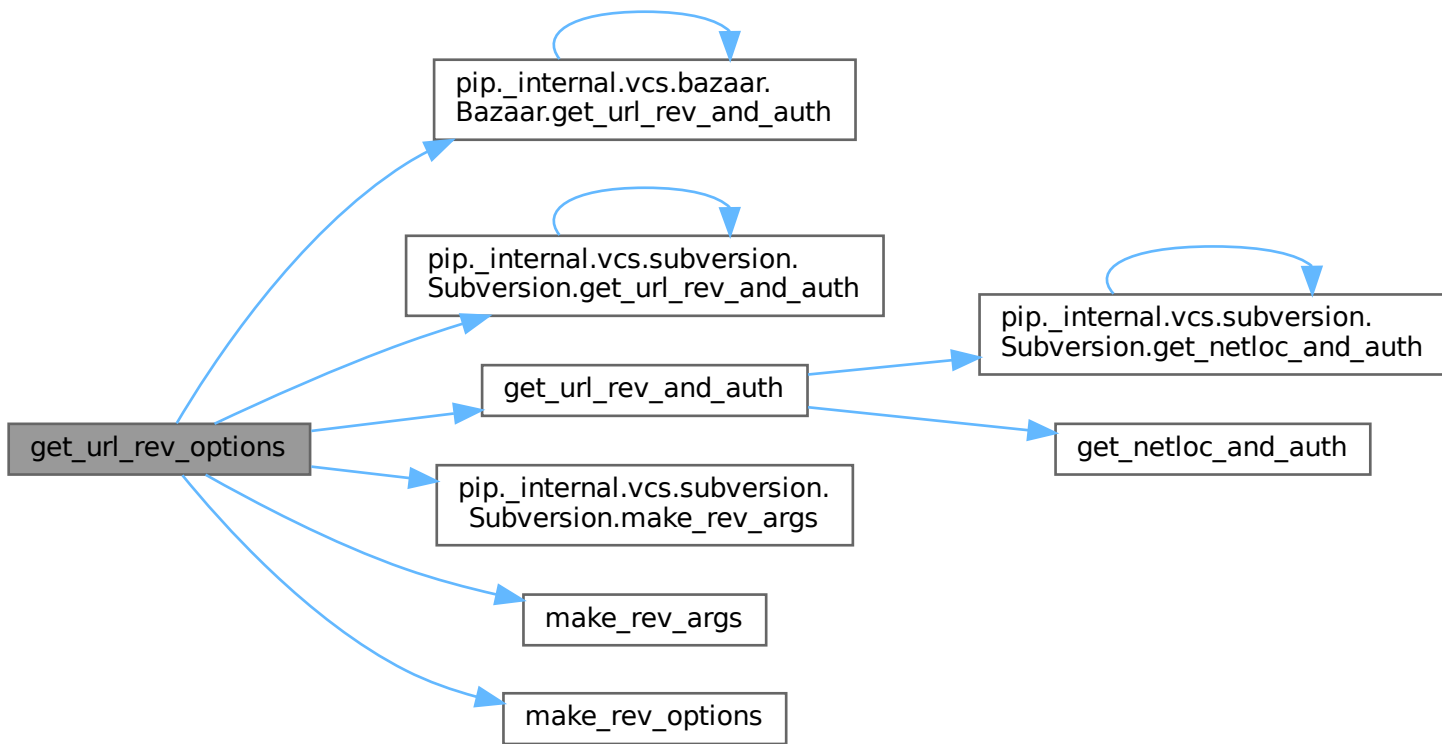 pip._internal.vcs.bazaar.
Bazaar.get_url_rev_and_auth
pip._internal.vcs.subversion.
Subversion.get_url_rev_and_auth
pip._internal.vcs.subversion.
Subversion.get_netloc_and_auth
get_url_rev_and_auth
get_url_rev_options
get_netloc_and_auth
pip._internal.vcs.subversion.
Subversion.make_rev_args
make_rev_args
make_rev_options